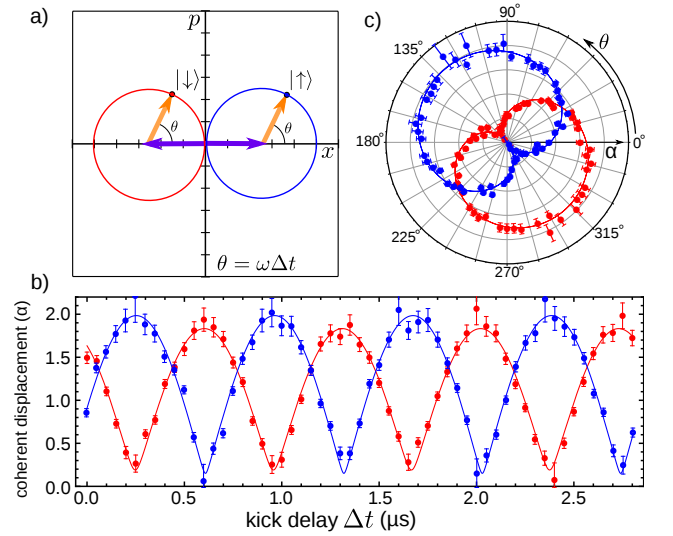 a)
p
|↓⟩
|↑⟩
θ
θ
x
θ = ωΔt
c)
90°
135°
θ
180°
0°
α
225°
315°
270°
b)
coherent displacement (α)
2.0
1.5
1.0
0.5
0.0
0.0 0.5 1.0 1.5 2.0 2.5
kick delay Δt (µs)